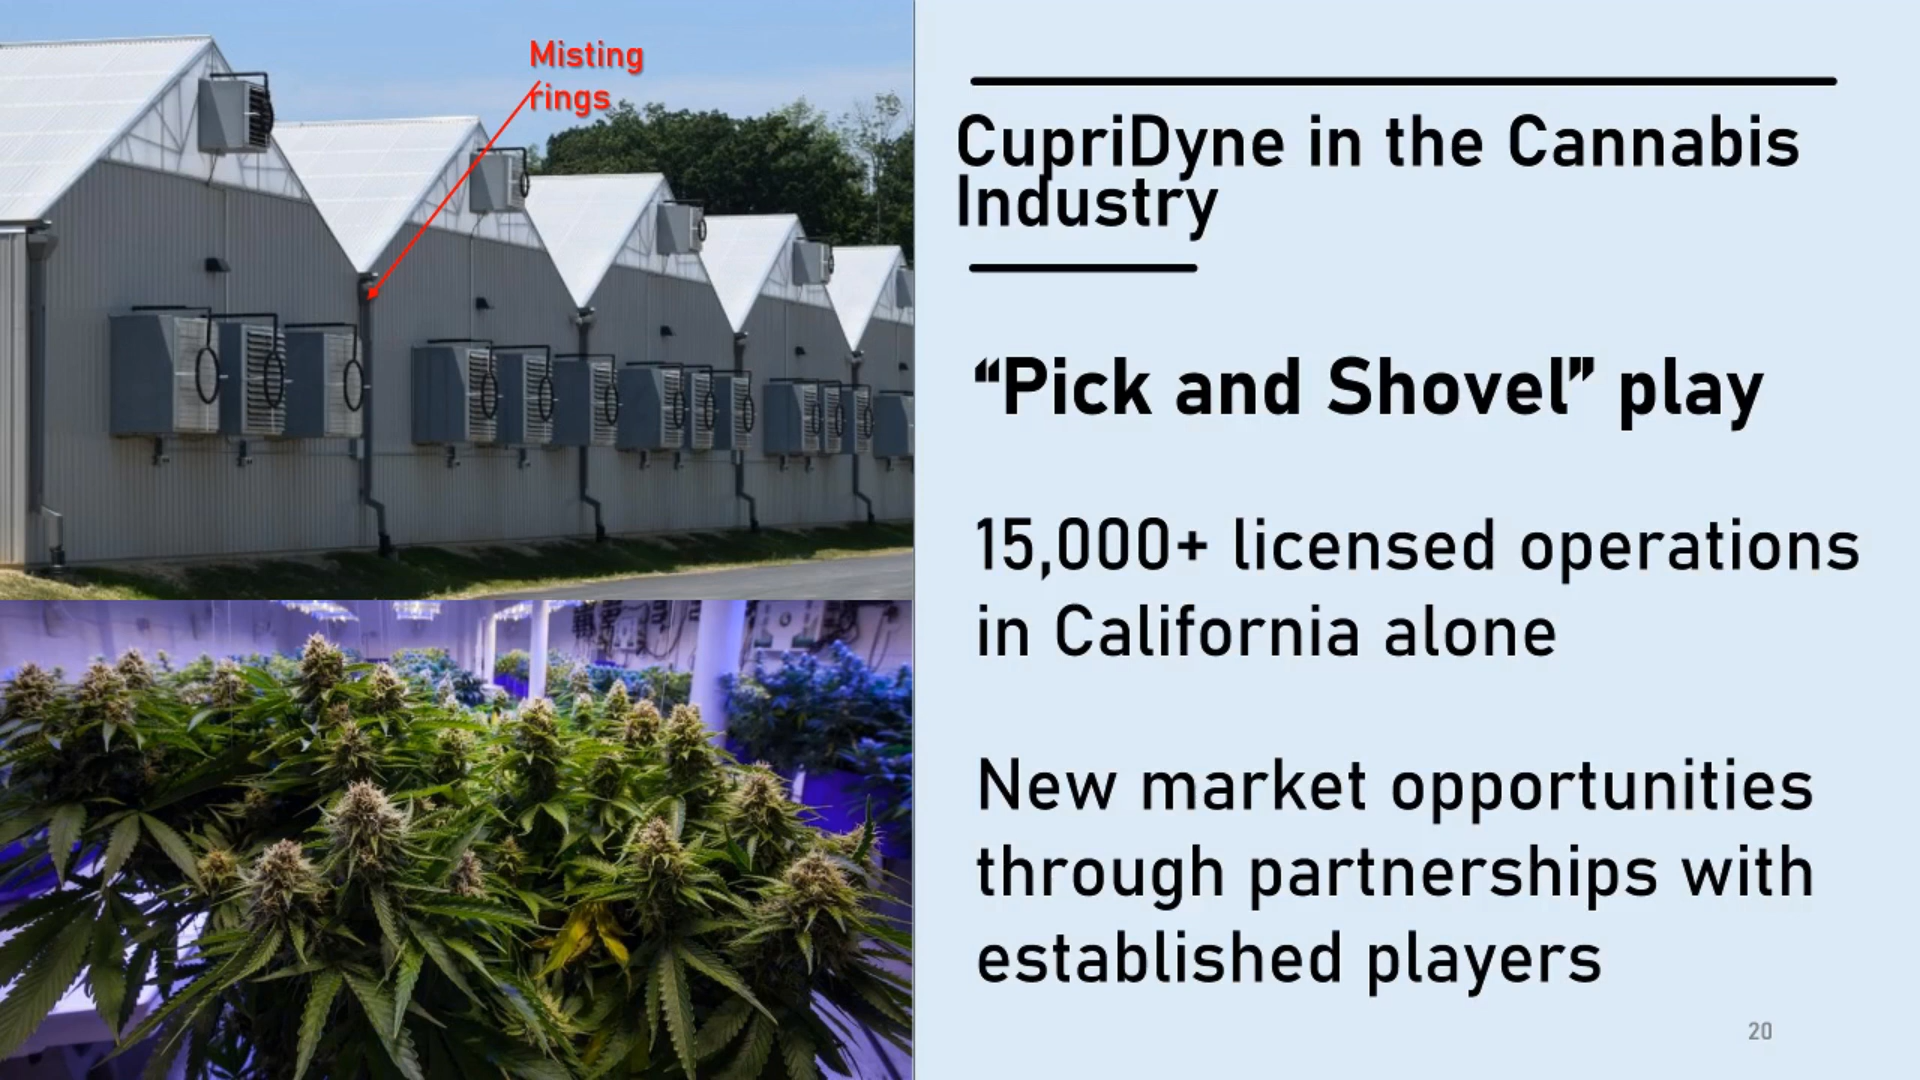 Misting
rings
CupriDyne in the Cannabis
Industry
“Pick and Shovel” play
15,000+ licensed operations
in California alone
New market opportunities
through partnerships with
established players
20